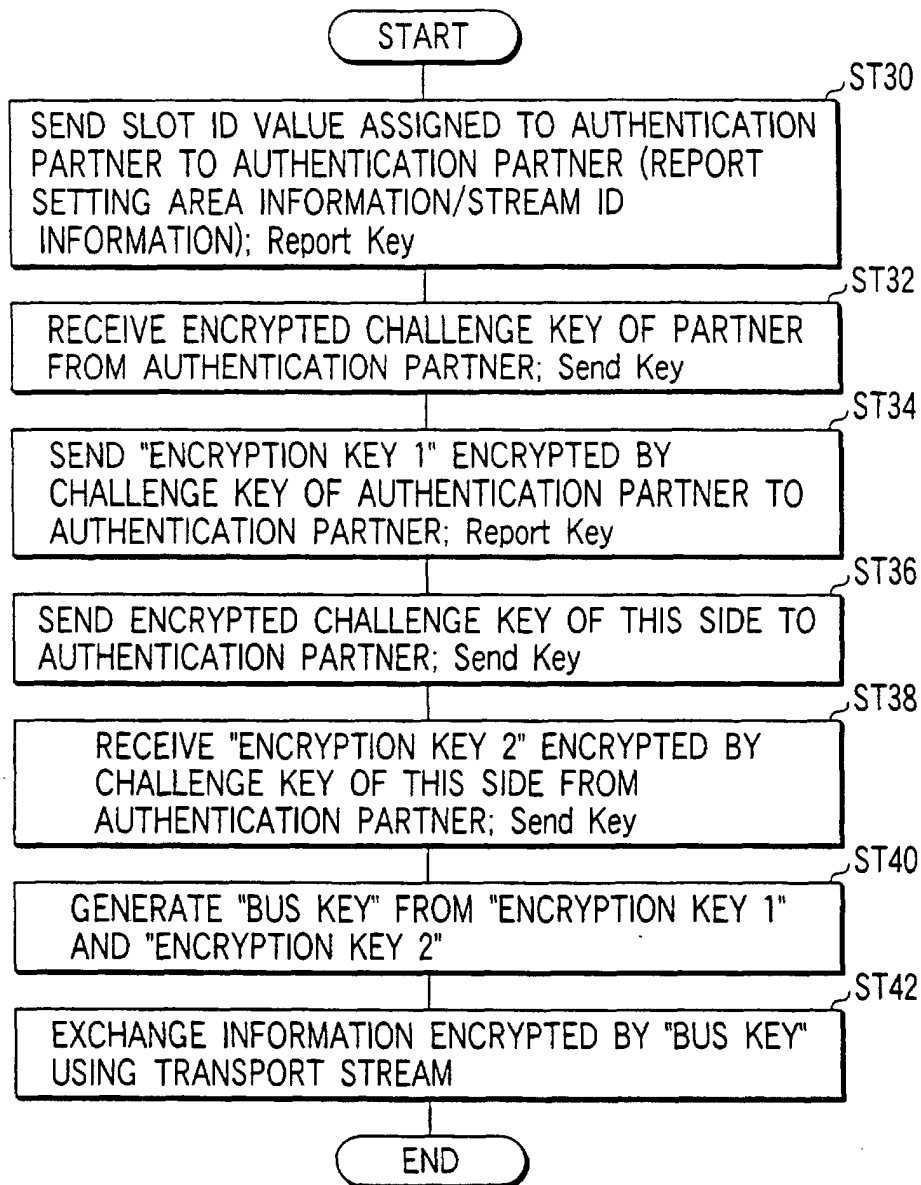 START
ST30
SEND SLOT ID VALUE ASSIGNED TO AUTHENTICATION
PARTNER TO AUTHENTICATION PARTNER (REPORT
SETTING AREA INFORMATION/STREAM ID
INFORMATION); Report Key
ST32
RECEIVE ENCRYPTED CHALLENGE KEY OF PARTNER
FROM AUTHENTICATION PARTNER; Send Key
ST34
SEND "ENCRYPTION KEY 1" ENCRYPTED BY
CHALLENGE KEY OF AUTHENTICATION PARTNER TO
AUTHENTICATION PARTNER; Report Key
ST36
SEND ENCRYPTED CHALLENGE KEY OF THIS SIDE TO
AUTHENTICATION PARTNER; Send Key
ST38
RECEIVE "ENCRYPTION KEY 2" ENCRYPTED BY
CHALLENGE KEY OF THIS SIDE FROM
AUTHENTICATION PARTNER; Send Key
ST40
GENERATE "BUS KEY" FROM "ENCRYPTION KEY 1"
AND "ENCRYPTION KEY 2"
ST42
EXCHANGE INFORMATION ENCRYPTED BY "BUS KEY"
USING TRANSPORT STREAM
END